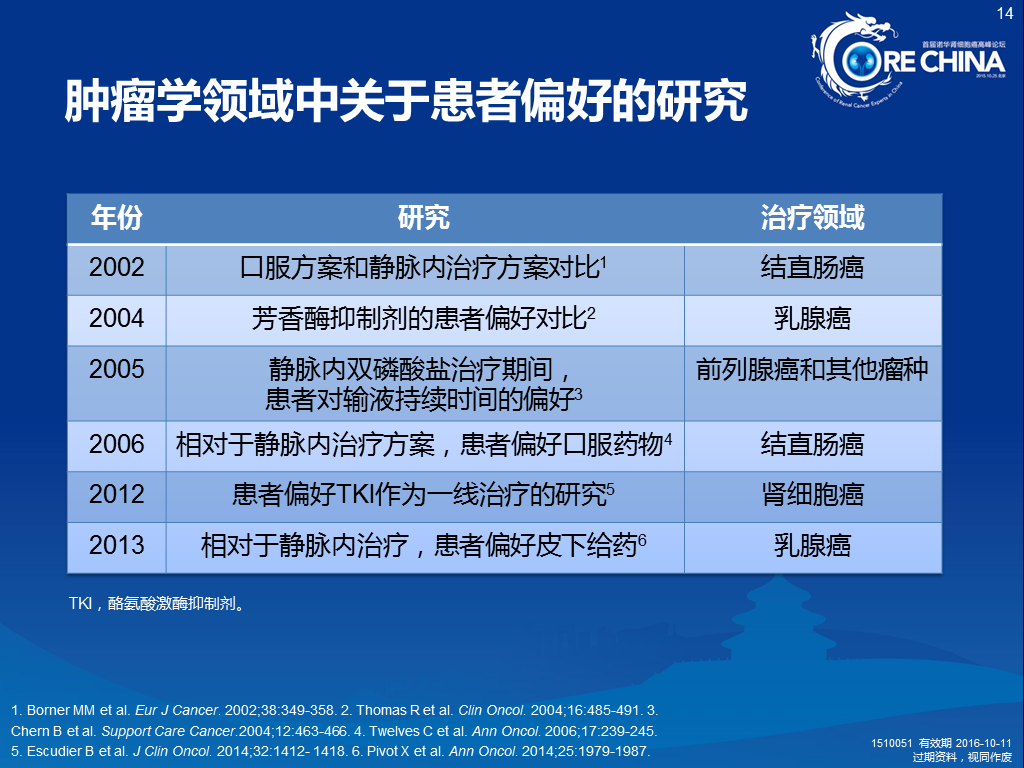 14
首届诺华肾细胞癌高峰论坛
CORE CHINA
2015.10.25 北京
Conference of Renal Cancer Experts in China
肿瘤学领域中关于患者偏好的研究
年份 研究 治疗领域
2002 口服方案和静脉内治疗方案对比1 结直肠癌
2004 芳香酶抑制剂的患者偏好对比2 乳腺癌
2005 静脉内双磷酸盐治疗期间， 前列腺癌和其他瘤种
患者对输液持续时间的偏好3
2006 相对于静脉内治疗方案，患者偏好口服药物4 结直肠癌
2012 患者偏好TKI作为一线治疗的研究5 肾细胞癌
2013 相对于静脉内治疗，患者偏好皮下给药6 乳腺癌
TKI，酪氨酸激酶抑制剂。
1. Borner MM et al. Eur J Cancer. 2002;38:349-358. 2. Thomas R et al. Clin Oncol. 2004;16:485-491. 3.
Chern B et al. Support Care Cancer.2004;12:463-466. 4. Twelves C et al. Ann Oncol. 2006;17:239-245.
5. Escudier B et al. J Clin Oncol. 2014;32:1412- 1418. 6. Pivot X et al. Ann Oncol. 2014;25:1979-1987.
1510051 有效期 2016-10-11
过期资料，视同作废